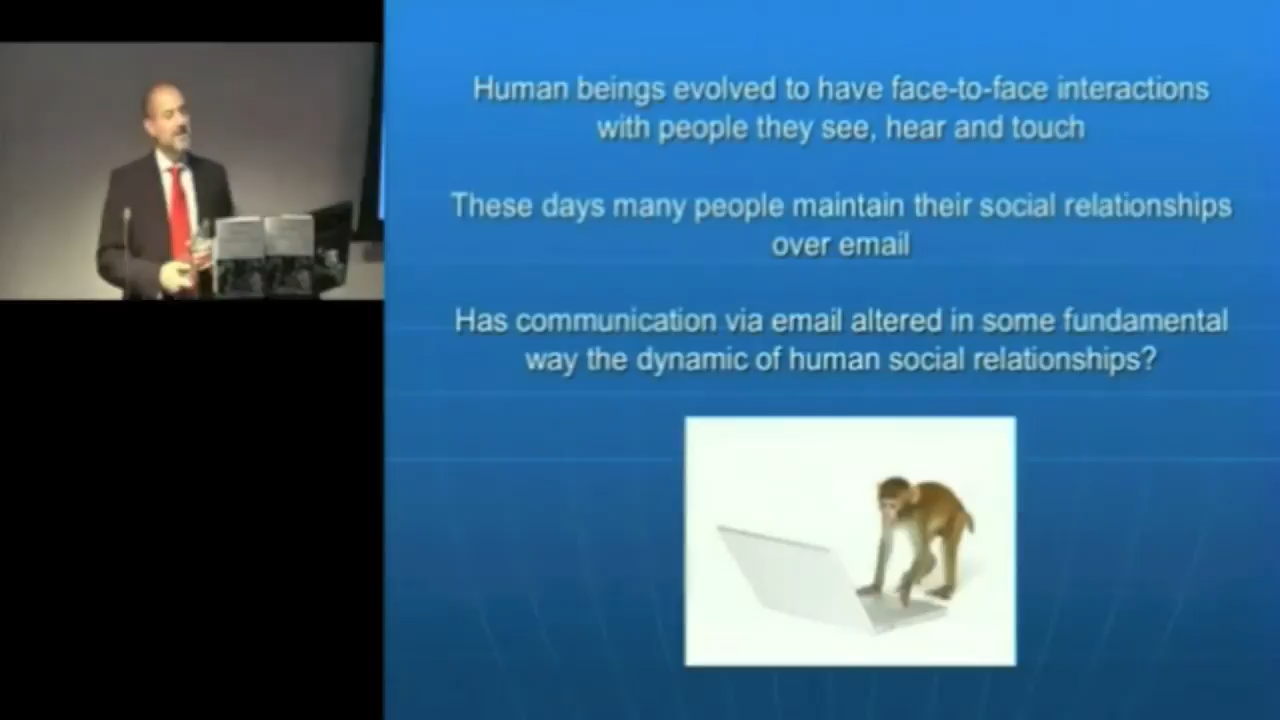 Human beings evolved to have face-to-face interactions
with people they see, hear and touch
These days many people maintain their social relationships
over email
Has communication via email altered in some fundamental
way the dynamic of human social relationships?